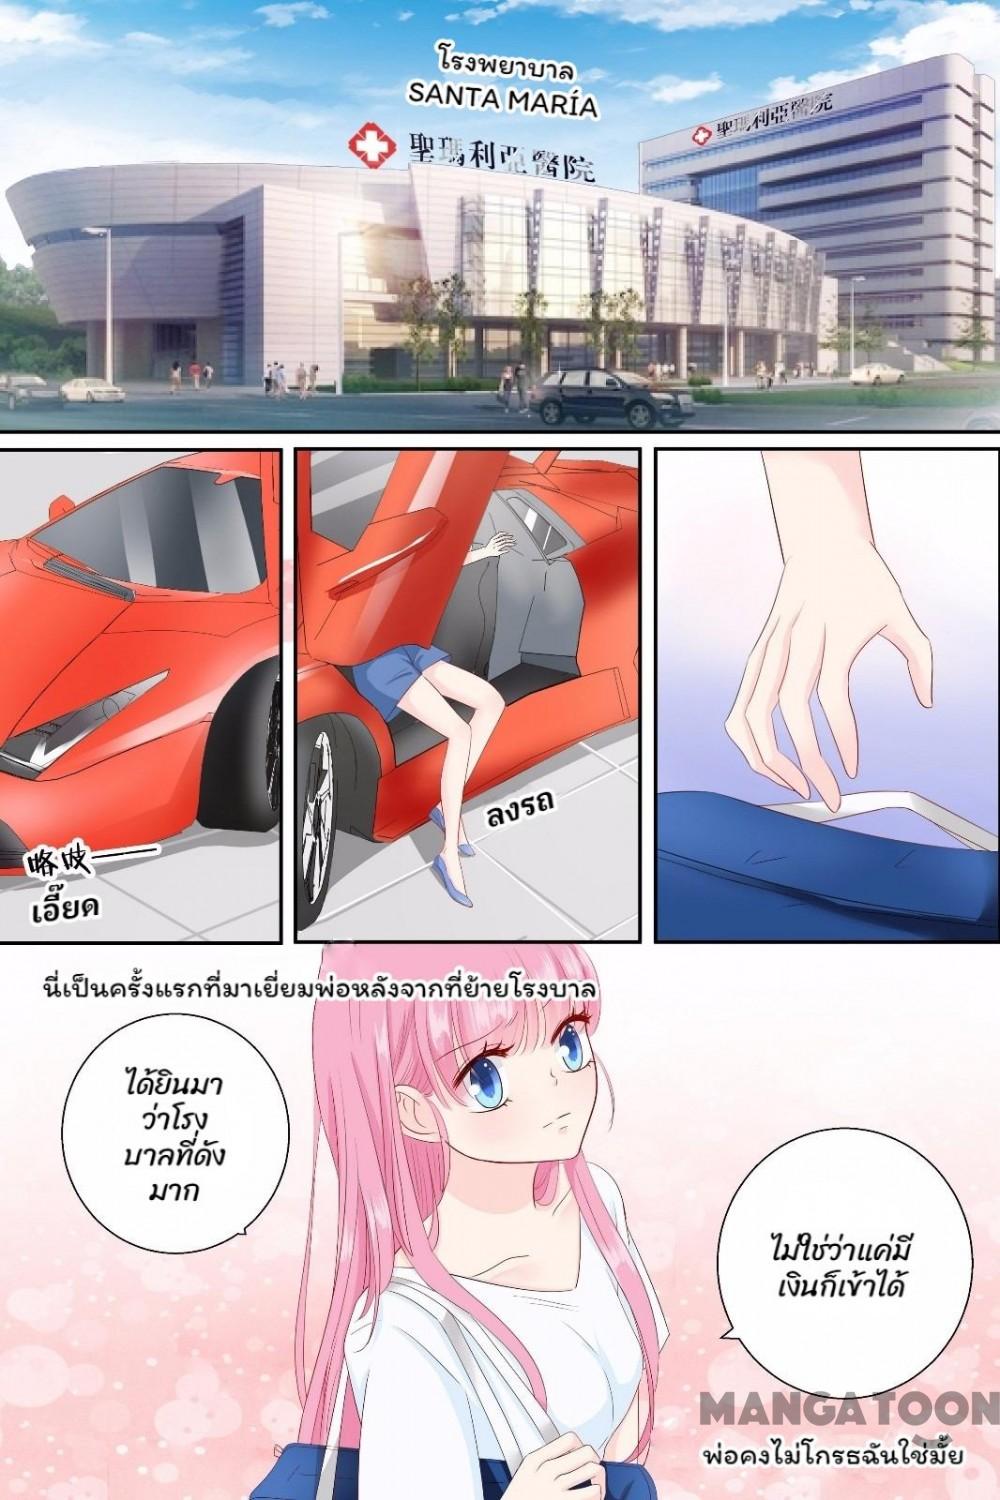 โรงพยาบาล
SANTA MARÍA
聖瑪利亞醫院
聖瑪利亞醫院
咯吱
เอี๊ยด
ลงรถ
นี่เป็นครั้งแรกที่มาเยี่ยมพ่อหลังจากที่ย้ายโรงบาล
ได้ยินมา
ว่าโรง
บาลที่ดัง
มาก
ไม่ใช่ว่าแค่มี
เงินก็เข้าได้
MANGATOON
พ่อคงไม่โกรธฉันใช่มั้ย